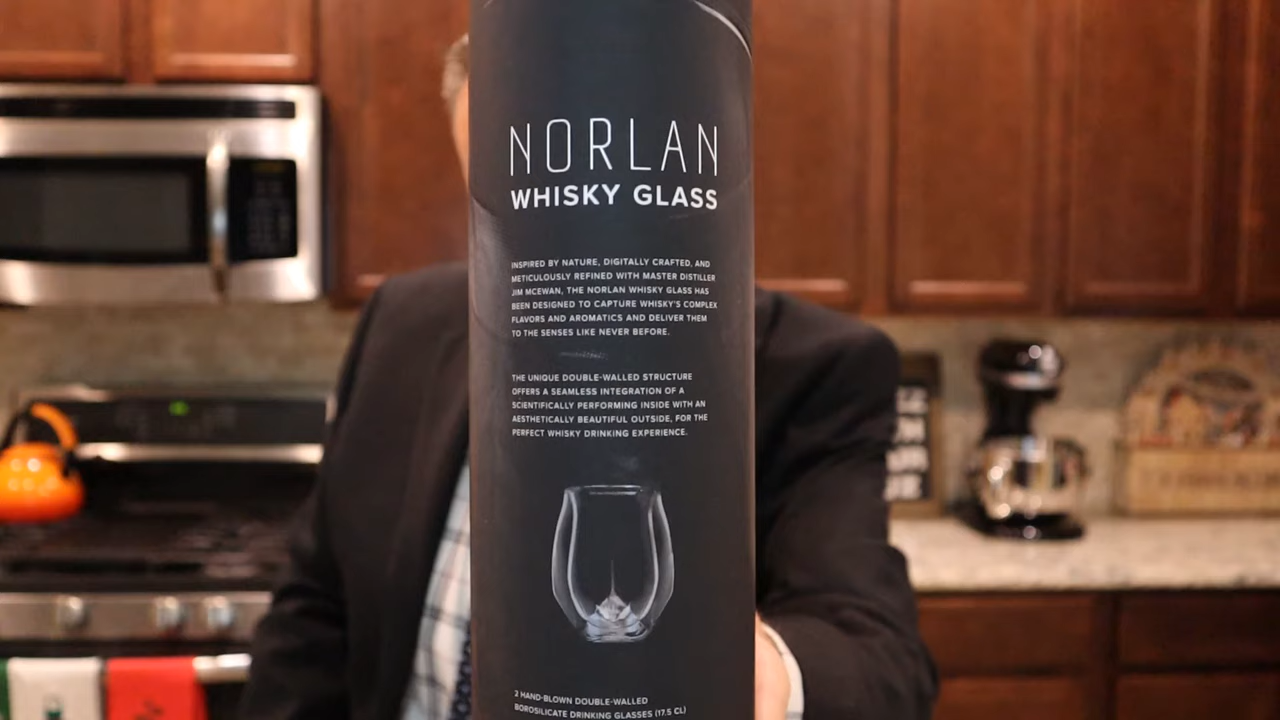 NORLAN
WHISKY GLASS
INSPIRED BY NATURE, DIGITALLY CRAFTED, AND
METICULOUSLY REFINED WITH MASTER DISTILLER
JIM MCEWAN, THE NORLAN WHISKY GLASS HAS
BEEN DESIGNED TO CAPTURE WHISKY'S COMPLEX
FLAVORS AND AROMATICS AND DELIVER THEM
TO THE SENSES LIKE NEVER BEFORE.
THE UNIQUE DOUBLE-WALLED STRUCTURE
OFFERS A SEAMLESS INTEGRATION OF A
SCIENTIFICALLY PERFORMING INSIDE WITH AN
AESTHETICALLY BEAUTIFUL OUTSIDE, FOR THE
PERFECT WHISKY DRINKING EXPERIENCE.
2 HAND-BLOWN DOUBLE-WALLED
BOROSILICATE DRINKING GLASSES (17.5 CL)